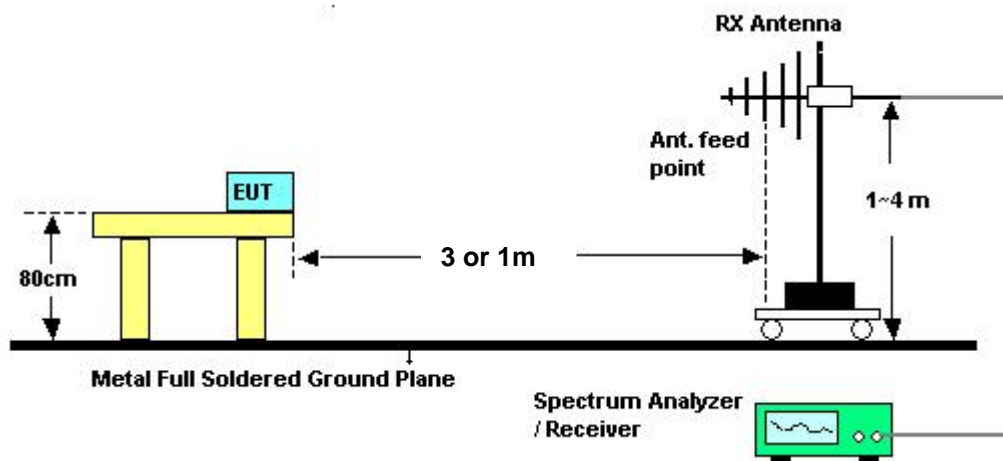 RX Antenna
Ant. feed
point
EUT
1~4 m
3 or 1m
80cm
Metal Full Soldered Ground Plane
Spectrum Analyzer
/ Receiver